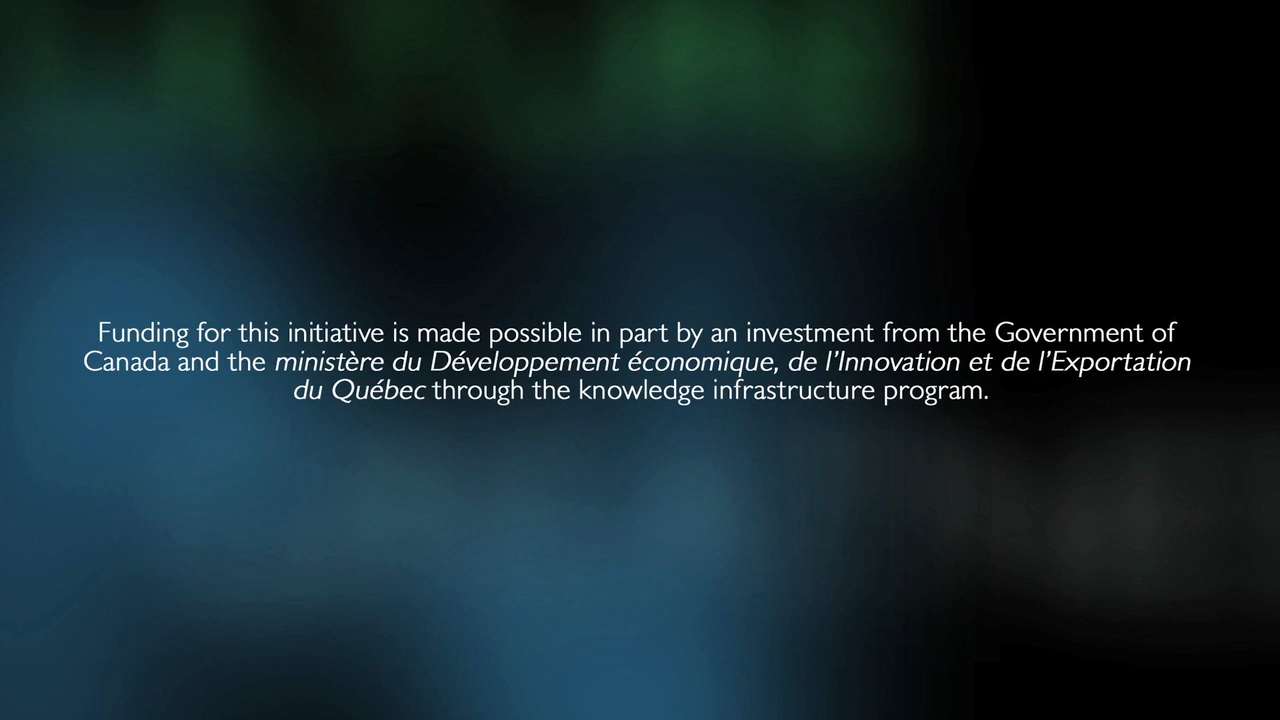 Funding for this initiative is made possible in part by an investment from the Government of
Canada and the ministère du Développement économique, de l’Innovation et de l’Exportation
du Québec through the knowledge infrastructure program.